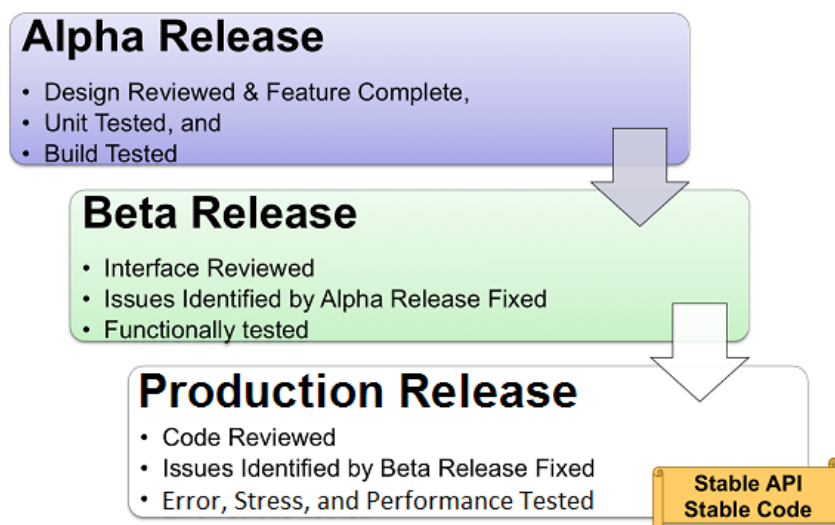 Alpha Release
• Design Reviewed & Feature Complete,
• Unit Tested, and
• Build Tested
Beta Release
• Interface Reviewed
• Issues Identified by Alpha Release Fixed
• Functionally tested
Production Release
• Code Reviewed
• Issues Identified by Beta Release Fixed
• Error, Stress, and Performance Tested
Stable API
Stable Code